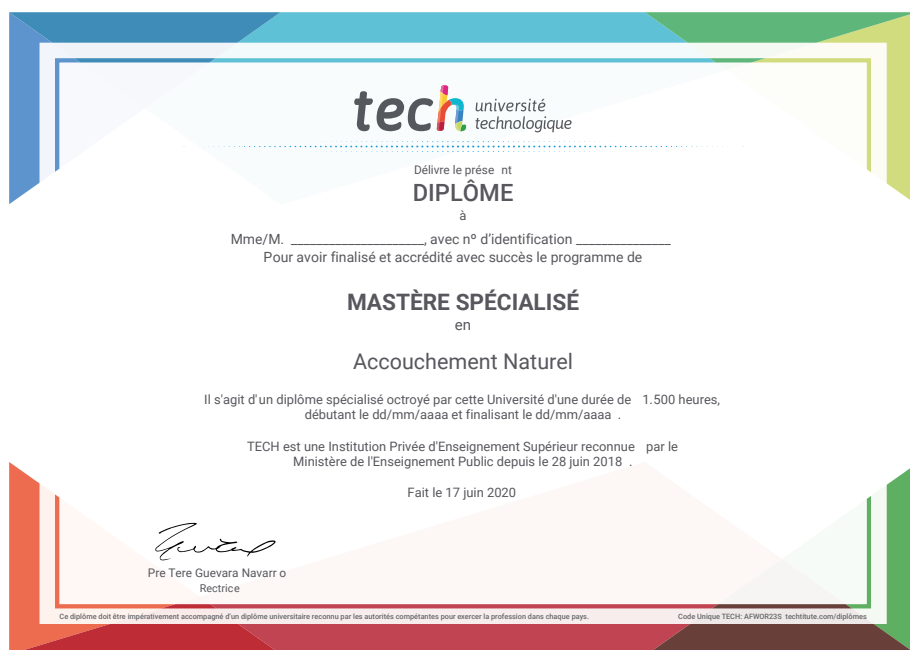 tech université
technologique
Délivre le prése nt
DIPLÔME
à
Mme/M. ____________________, avec nº d'identification ______________
Pour avoir finalisé et accrédité avec succès le programme de
MASTÈRE SPÉCIALISÉ
en
Accouchement Naturel
Il s'agit d'un diplôme spécialisé octroyé par cette Université d'une durée de 1.500 heures,
débutant le dd/mm/aaaa et finalisant le dd/mm/aaaa .
TECH est une Institution Privée d'Enseignement Supérieur reconnue par le
Ministère de l'Enseignement Public depuis le 28 juin 2018 .
Fait le 17 juin 2020
Pre Tere Guevara Navarr o
Rectrice
Ce diplôme doit être impérativement accompagné d'un diplôme universitaire reconnu par les autorités compétantes pour exercer la profession dans chaque pays.
Code Unique TECH: AFWOR23S techtitute.com/diplômes